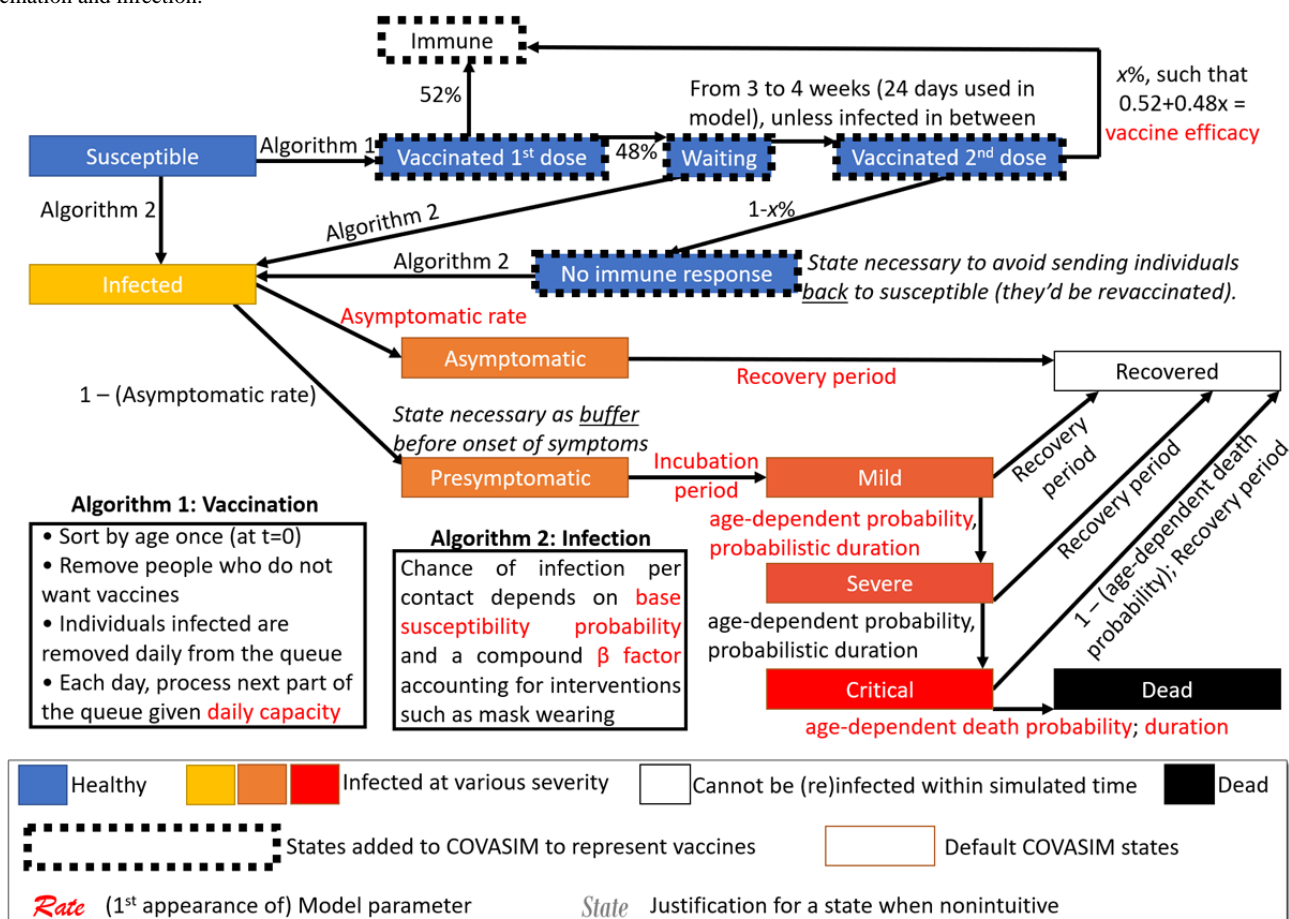 cination and infection.
Immune
52%
From 3 to 4 weeks (24 days used in
model), unless infected in between
x%, such that
0.52+0.48x =
vaccine efficacy
Susceptible
Algorithm 1
Vaccinated 1st dose
48%
Waiting
Vaccinated 2nd dose
Algorithm 2
Algorithm 2
1-x%
Algorithm 2
No immune response
State necessary to avoid sending individuals
back to susceptible (they'd be revaccinated).
Infected
Asymptomatic rate
Asymptomatic
Recovery period
Recovered
1 – (Asymptomatic rate)
State necessary as buffer
before onset of symptoms
Presymptomatic
Incubation
period
Mild
Recovery
period
Recovery period
1 – (age-dependent death
probability); Recovery period
age-dependent probability,
probabilistic duration
Severe
age-dependent probability,
probabilistic duration
Critical
Dead
age-dependent death probability; duration
Algorithm 1: Vaccination
• Sort by age once (at t=0)
• Remove people who do not
want vaccines
• Individuals infected are
removed daily from the queue
• Each day, process next part of
the queue given daily capacity
Algorithm 2: Infection
Chance of infection per
contact depends on base
susceptibility probability
and a compound β factor
accounting for interventions
such as mask wearing
Healthy
Infected at various severity
Cannot be (re)infected within simulated time
Dead
States added to COVASIM to represent vaccines
Default COVASIM states
Rate (1st appearance of) Model parameter
State Justification for a state when nonintuitive